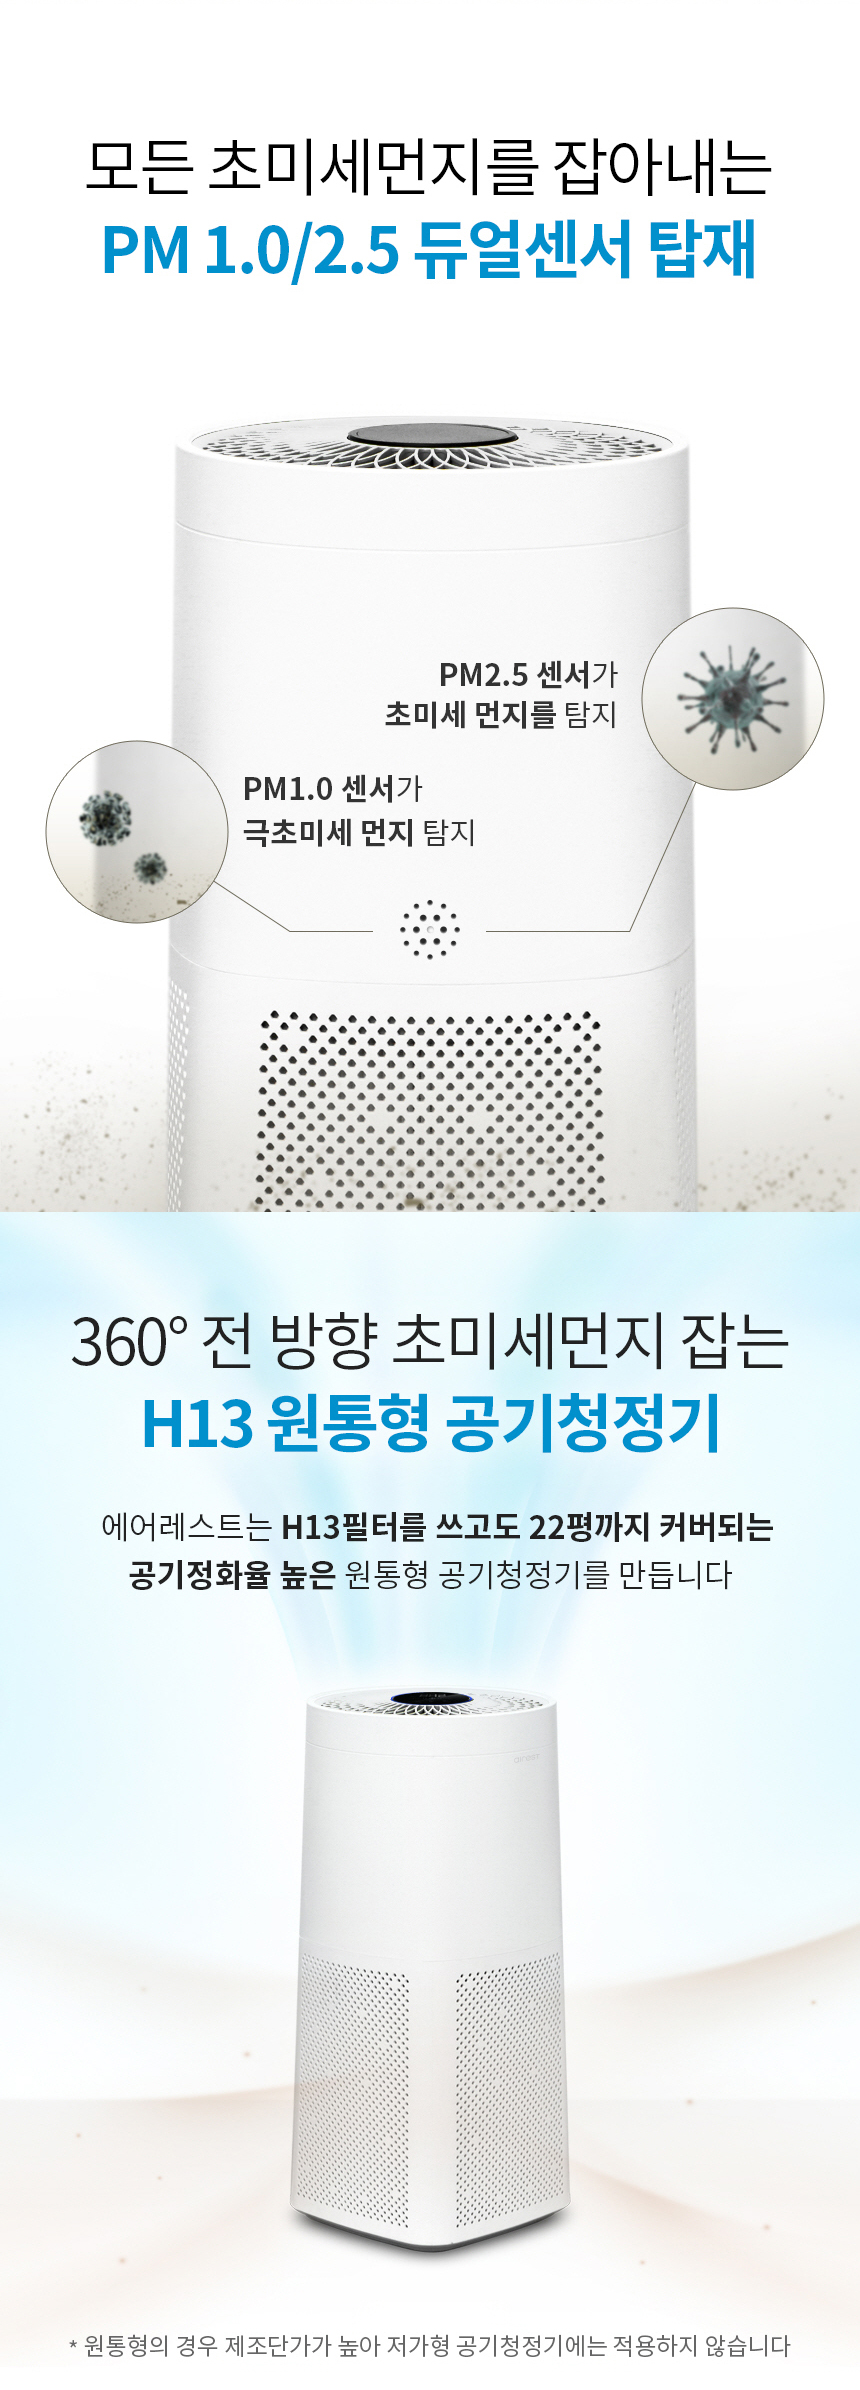 모든 초미세먼지를 잡아내는
PM 1.0/2.5 듀얼센서 탑재
PM2.5 센서가
초미세 먼지를 탐지
PM1.0 센서가
극초미세 먼지 탐지
360° 전 방향 초미세먼지 잡는
H13 원통형 공기청정기
에어레스트는 H13필터를 쓰고도 22평까지 커버되는
공기정화율 높은 원통형 공기청정기를 만듭니다
* 원통형의 경우 제조단가가 높아 저가형 공기청정기에는 적용하지 않습니다